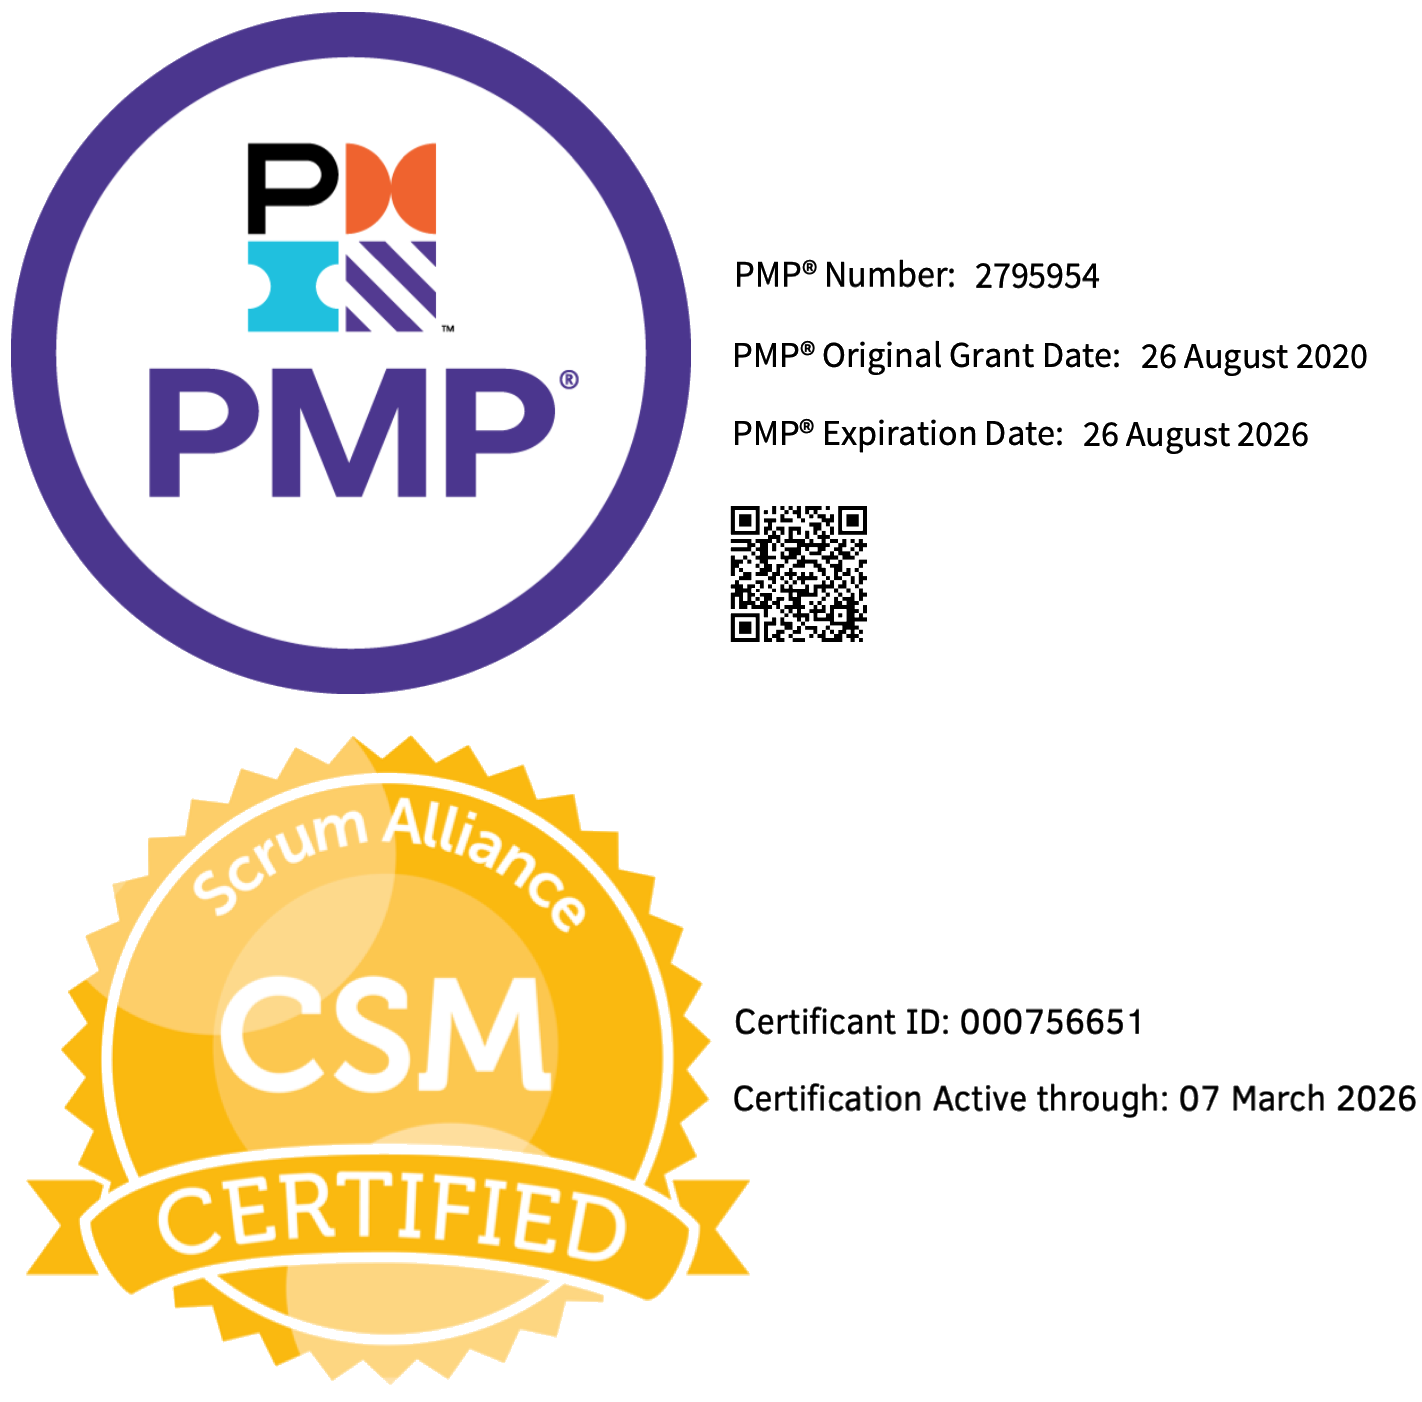 PMI™
PMP®
PMP® Number: 2795954
PMP® Original Grant Date: 26 August 2020
PMP® Expiration Date: 26 August 2026
Scrum Alliance
CSM
CERTIFIED
Certificant ID: 000756651
Certification Active through: 07 March 2026